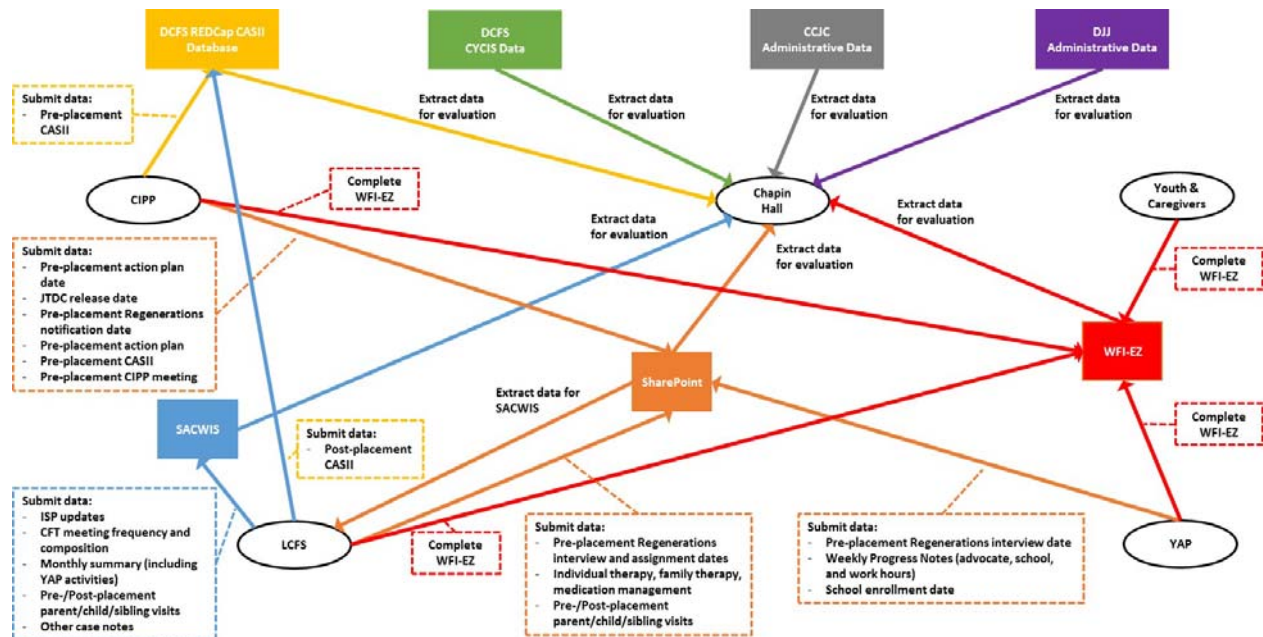 DCFS REDCap CASII
Database
DCFS
CYCIS Data
CCJC
Administrative Data
DJJ
Administrative Data
Submit data:
- Pre-placement
CASII
Extract data
for evaluation
Extract data
for evaluation
Extract data
for evaluation
Extract data
for evaluation
CIPP
Complete
WFI-EZ
Chapin
Hall
Youth &
Caregivers
Extract data
for evaluation
Extract data
for evaluation
Extract data
for evaluation
Complete
WFI-EZ
Submit data:
- Pre-placement action plan
date
- JTDC release date
- Pre-placement Regenerations
notification date
- Pre-placement action plan
- Pre-placement CASII
- Pre-placement CIPP meeting
WFI-EZ
SharePoint
Extract data for
SACWIS
SACWIS
Submit data:
- Post-placement
CASII
Complete
WFI-EZ
Submit data:
- ISP updates
- CFT meeting frequency and
composition
- Monthly summary (including
YAP activities)
- Pre-/Post-placement
parent/child/sibling visits
- Other case notes
LCFS
Complete
WFI-EZ
Submit data:
- Pre-placement Regenerations
interview and assignment dates
- Individual therapy, family therapy,
medication management
- Pre-/Post-placement
parent/child/sibling visits
Submit data:
- Pre-placement Regenerations interview date
- Weekly Progress Notes (advocate, school,
and work hours)
- School enrollment date
YAP